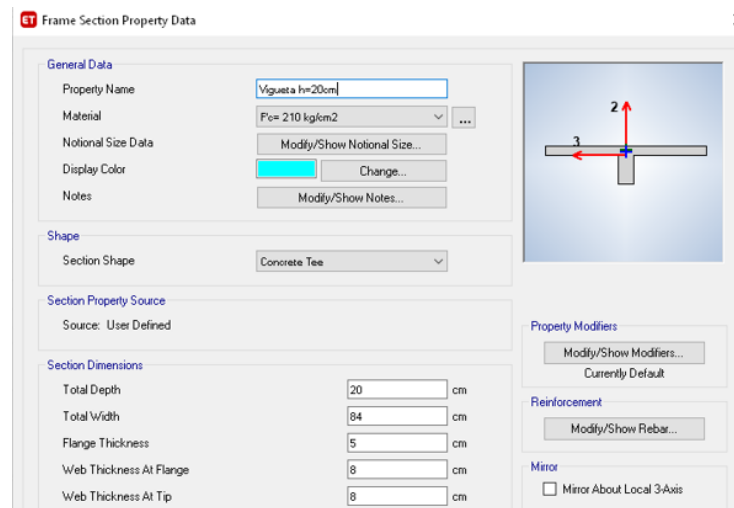 ET Frame Section Property Data
General Data
Property Name Vigueta h=20cm
Material f'c= 210 kg/cm2 ...
Notional Size Data Modify/Show Notional Size...
Display Color Change...
Notes Modify/Show Notes...
2
3
Shape
Section Shape Concrete Tee
Section Property Source
Source: User Defined
Property Modifiers
Modify/Show Modifiers...
Currently Default
Section Dimensions
Total Depth 20 cm
Total Width 84 cm
Flange Thickness 5 cm
Web Thickness At Flange 8 cm
Web Thickness At Tip 8 cm
Reinforcement
Modify/Show Rebar...
Mirror
Mirror About Local 3-Axis